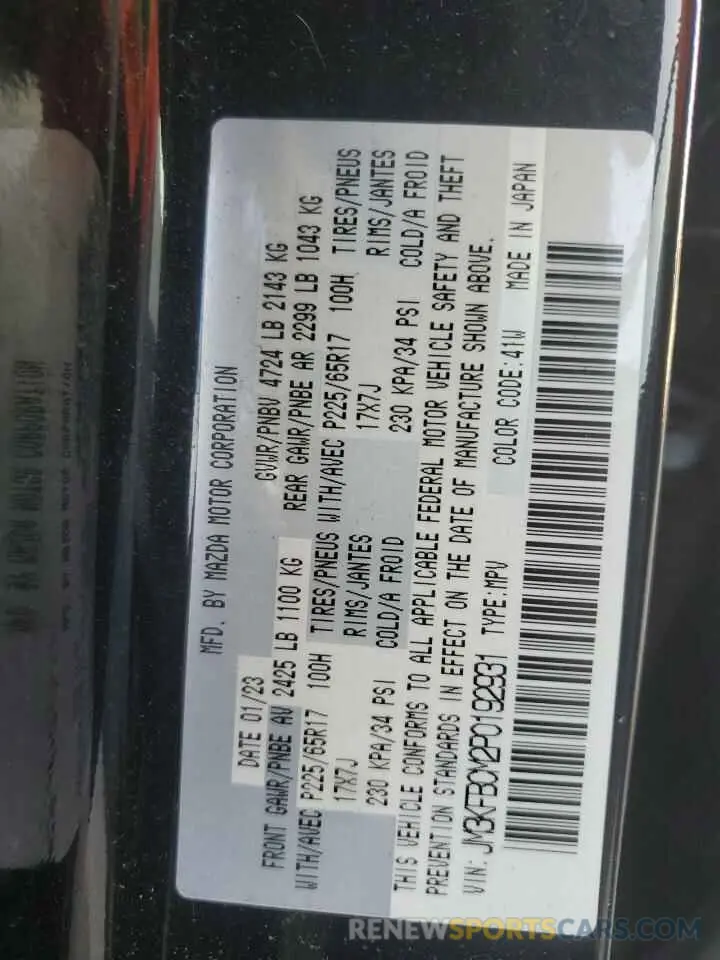 MFD. BY MAZDA MOTOR CORPORATION
DATE 01/23 GVWR/PNBV 4724 LB 2143 KG
FRONT GAWR/PNBE AV 2425 LB 1100 KG REAR GAWR/PNBE AR 2299 LB 1043 KG
WITH/AVEC P225/65R17 100H TIRES/PNEUS WITH/AVEC P225/65R17 100H TIRES/PNEUS
17X7J RIMS/JANTES 17X7J RIMS/JANTES
230 KPA/34 PSI COLD/A FROID 230 KPA/34 PSI COLD/A FROID
THIS VEHICLE CONFORMS TO ALL APPLICABLE FEDERAL MOTOR VEHICLE SAFETY AND THEFT
PREVENTION STANDARDS IN EFFECT ON THE DATE OF MANUFACTURE SHOWN ABOVE.
VIN: JM3KFBCM2P0192931 TYPE:MPV COLOR CODE:41W MADE IN JAPAN
RENEWSPORTSCARS.COM